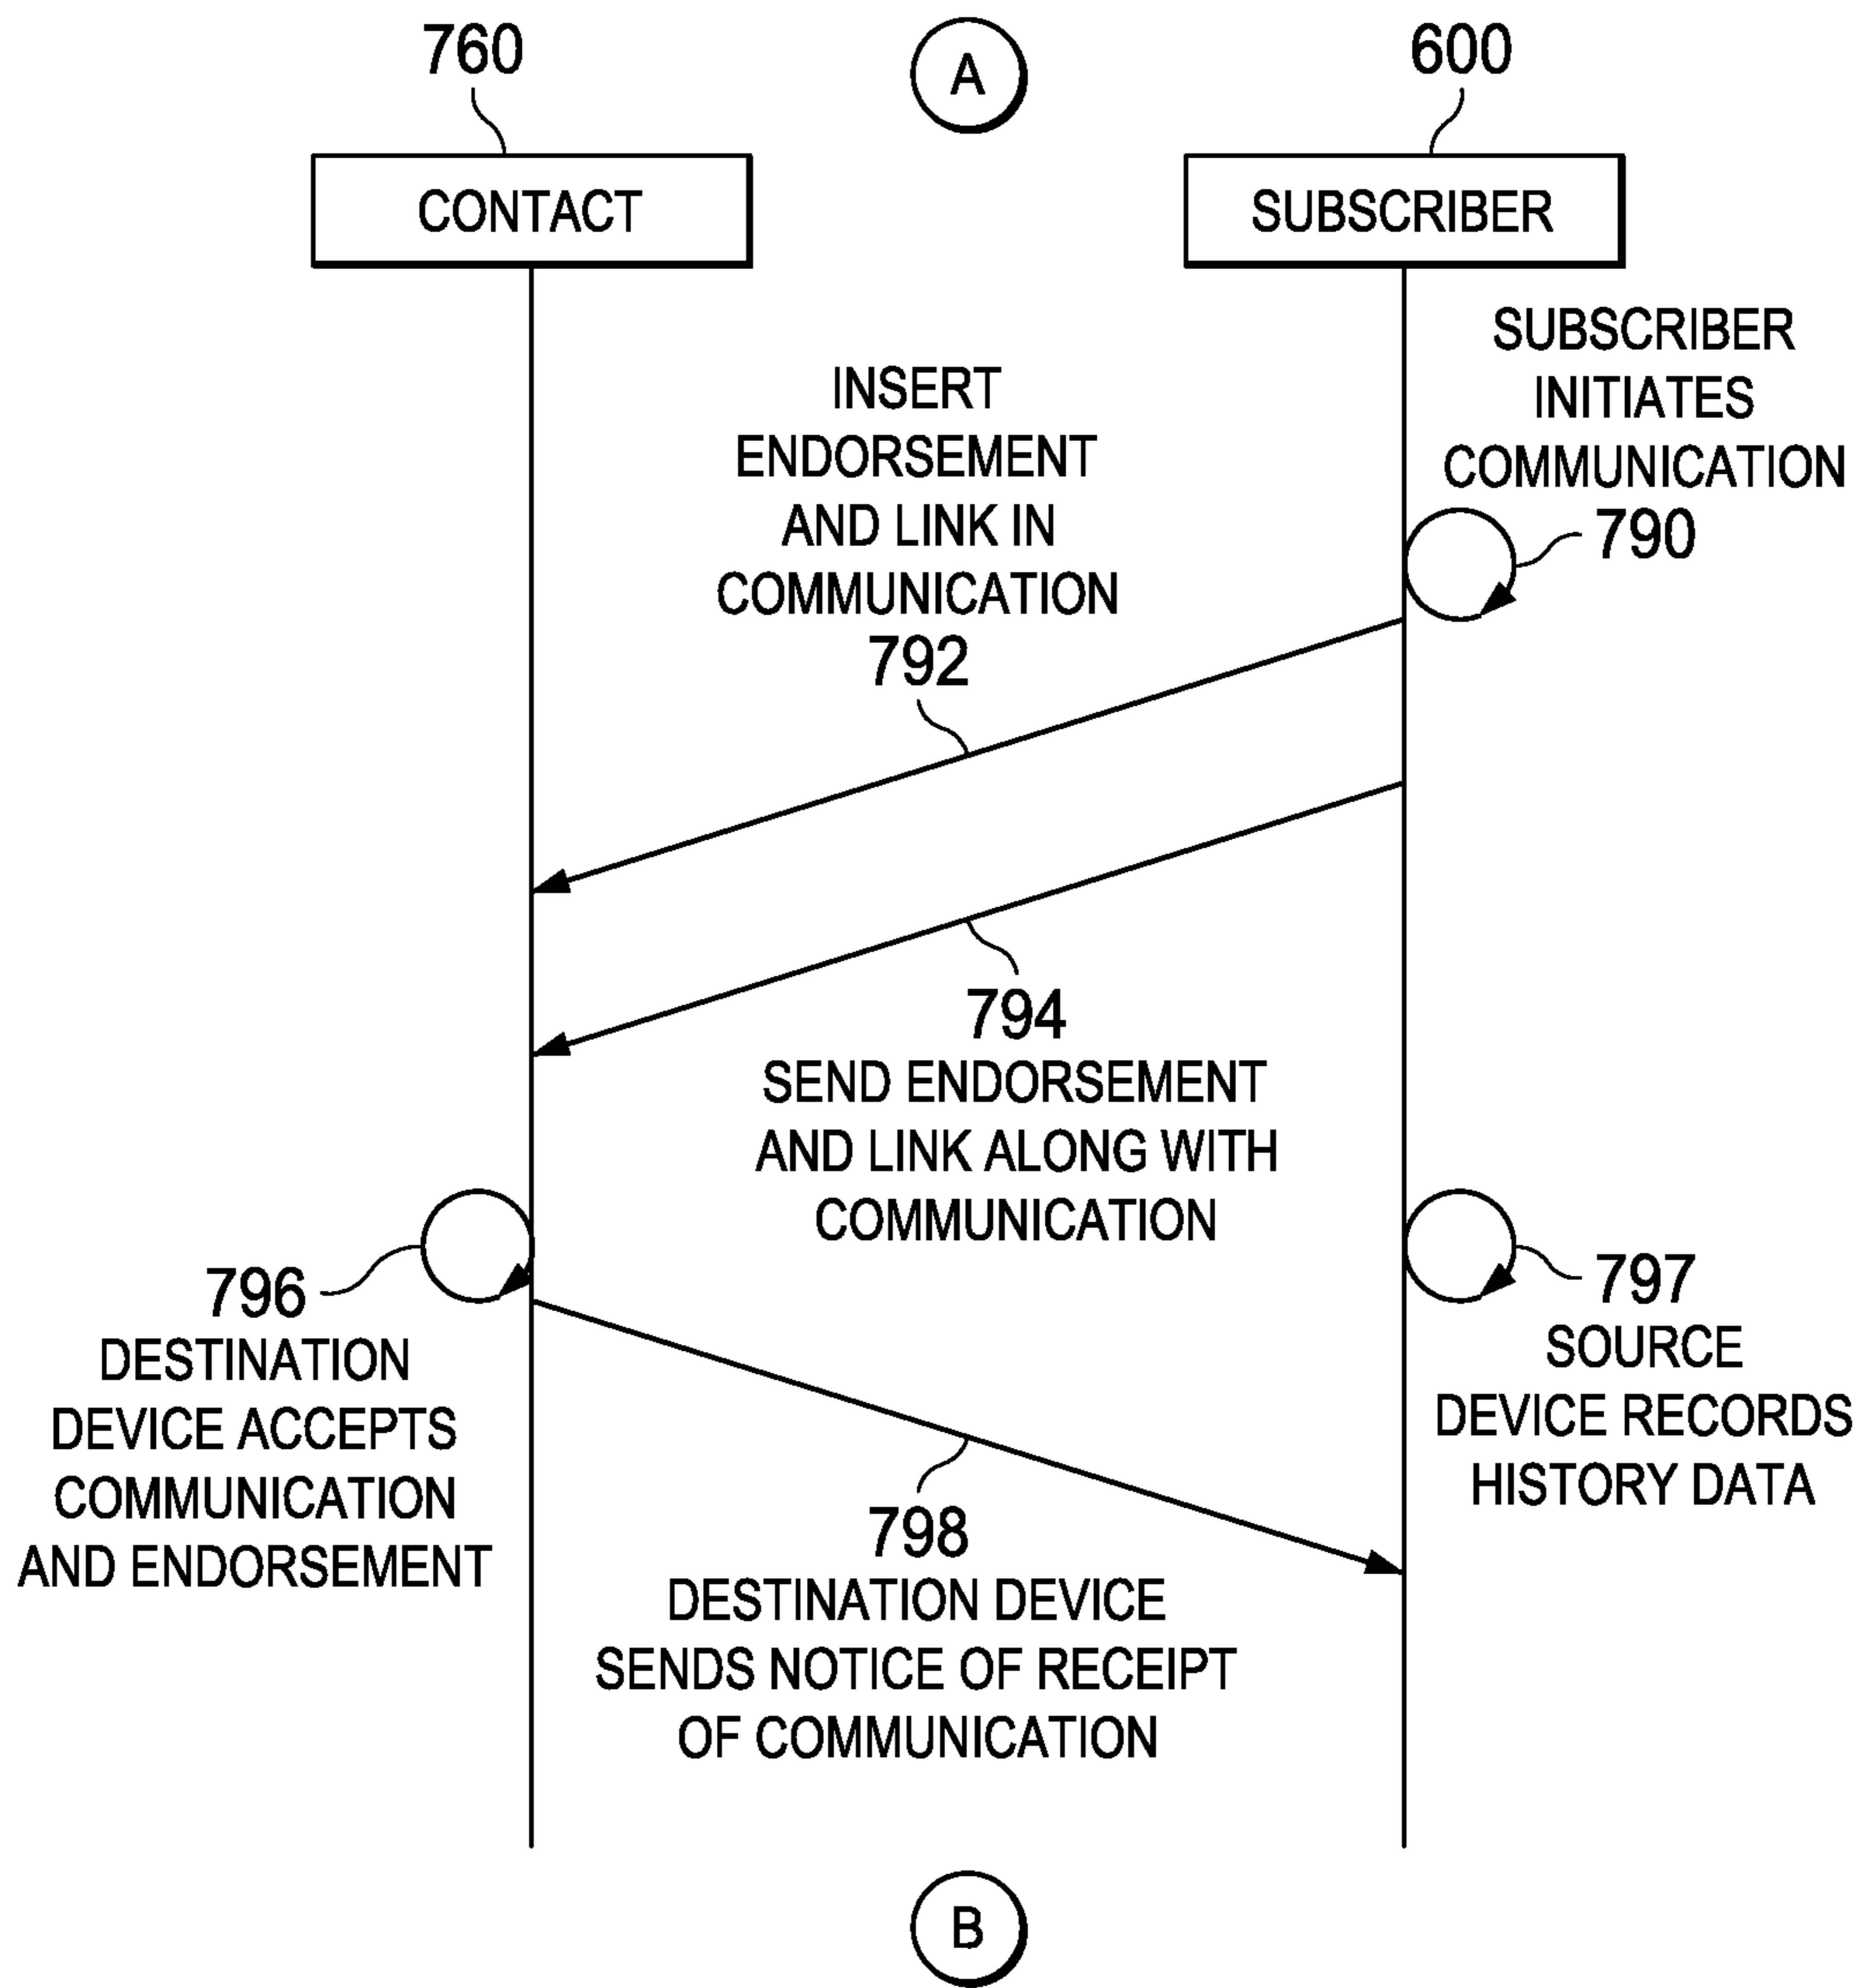 760
A
600
CONTACT
SUBSCRIBER
SUBSCRIBER
INITIATES
COMMUNICATION
790
INSERT
ENDORSEMENT
AND LINK IN
COMMUNICATION
792
794
SEND ENDORSEMENT
AND LINK ALONG WITH
COMMUNICATION
796
DESTINATION
DEVICE ACCEPTS
COMMUNICATION
AND ENDORSEMENT
797
SOURCE
DEVICE RECORDS
HISTORY DATA
798
DESTINATION DEVICE
SENDS NOTICE OF RECEIPT
OF COMMUNICATION
B